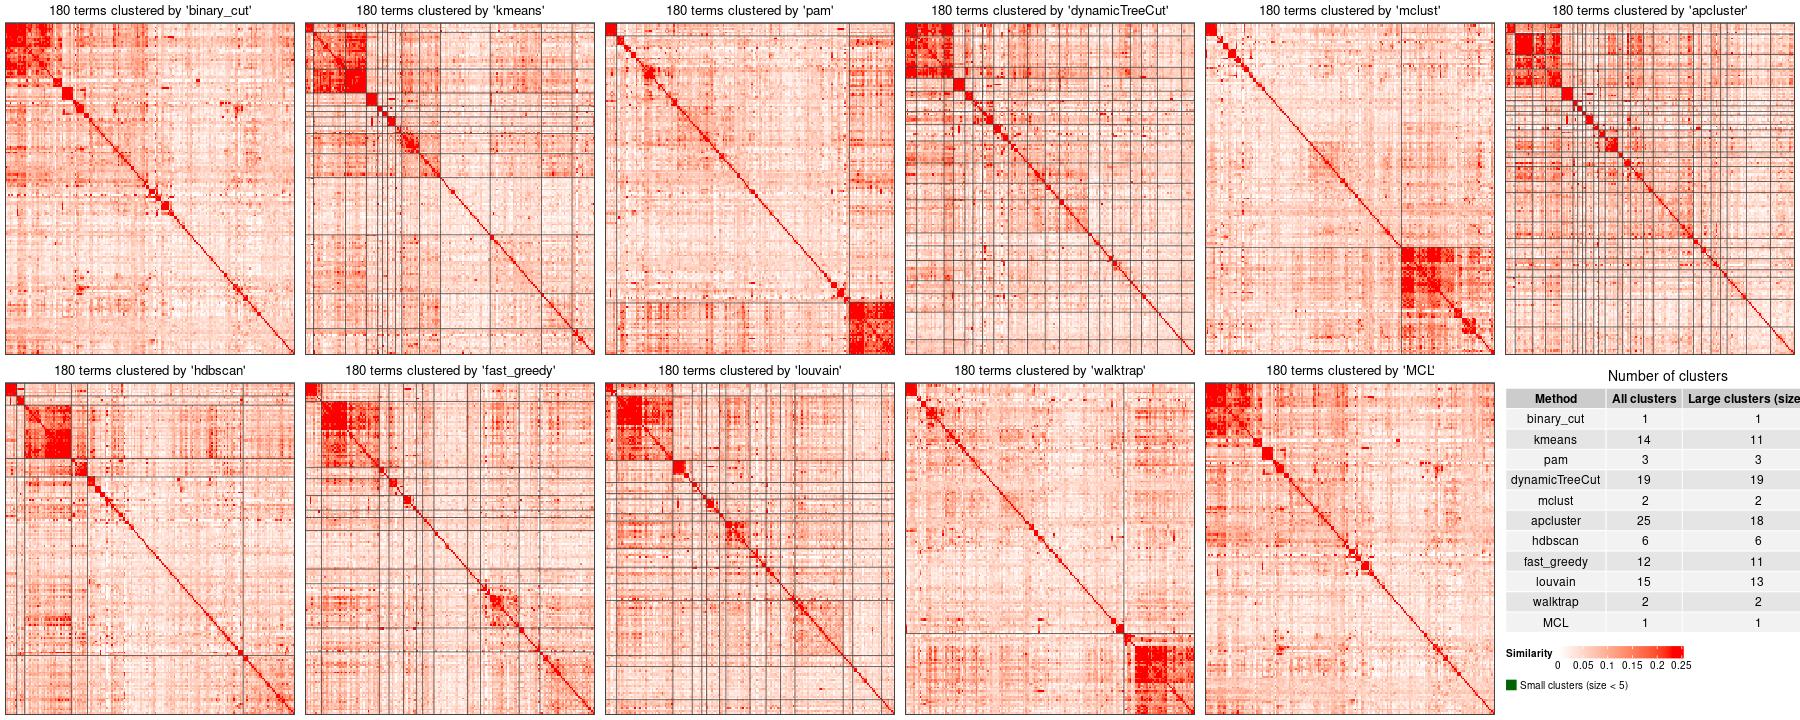 180 terms clustered by 'binary_cut'
180 terms clustered by 'kmeans'
180 terms clustered by 'pam'
180 terms clustered by 'dynamicTreeCut'
180 terms clustered by 'mclust'
180 terms clustered by 'apcluster'
180 terms clustered by 'hdbscan'
180 terms clustered by 'fast_greedy'
180 terms clustered by 'louvain'
180 terms clustered by 'walktrap'
180 terms clustered by 'MCL'
Number of clusters
Method All clusters Large clusters (size
binary_cut 1 1
kmeans 14 11
pam 3 3
dynamicTreeCut 19 19
mclust 2 2
apcluster 25 18
hdbscan 6 6
fast_greedy 12 11
louvain 15 13
walktrap 2 2
MCL 1 1
Similarity
0 0.05 0.1 0.15 0.2 0.25
Small clusters (size < 5)